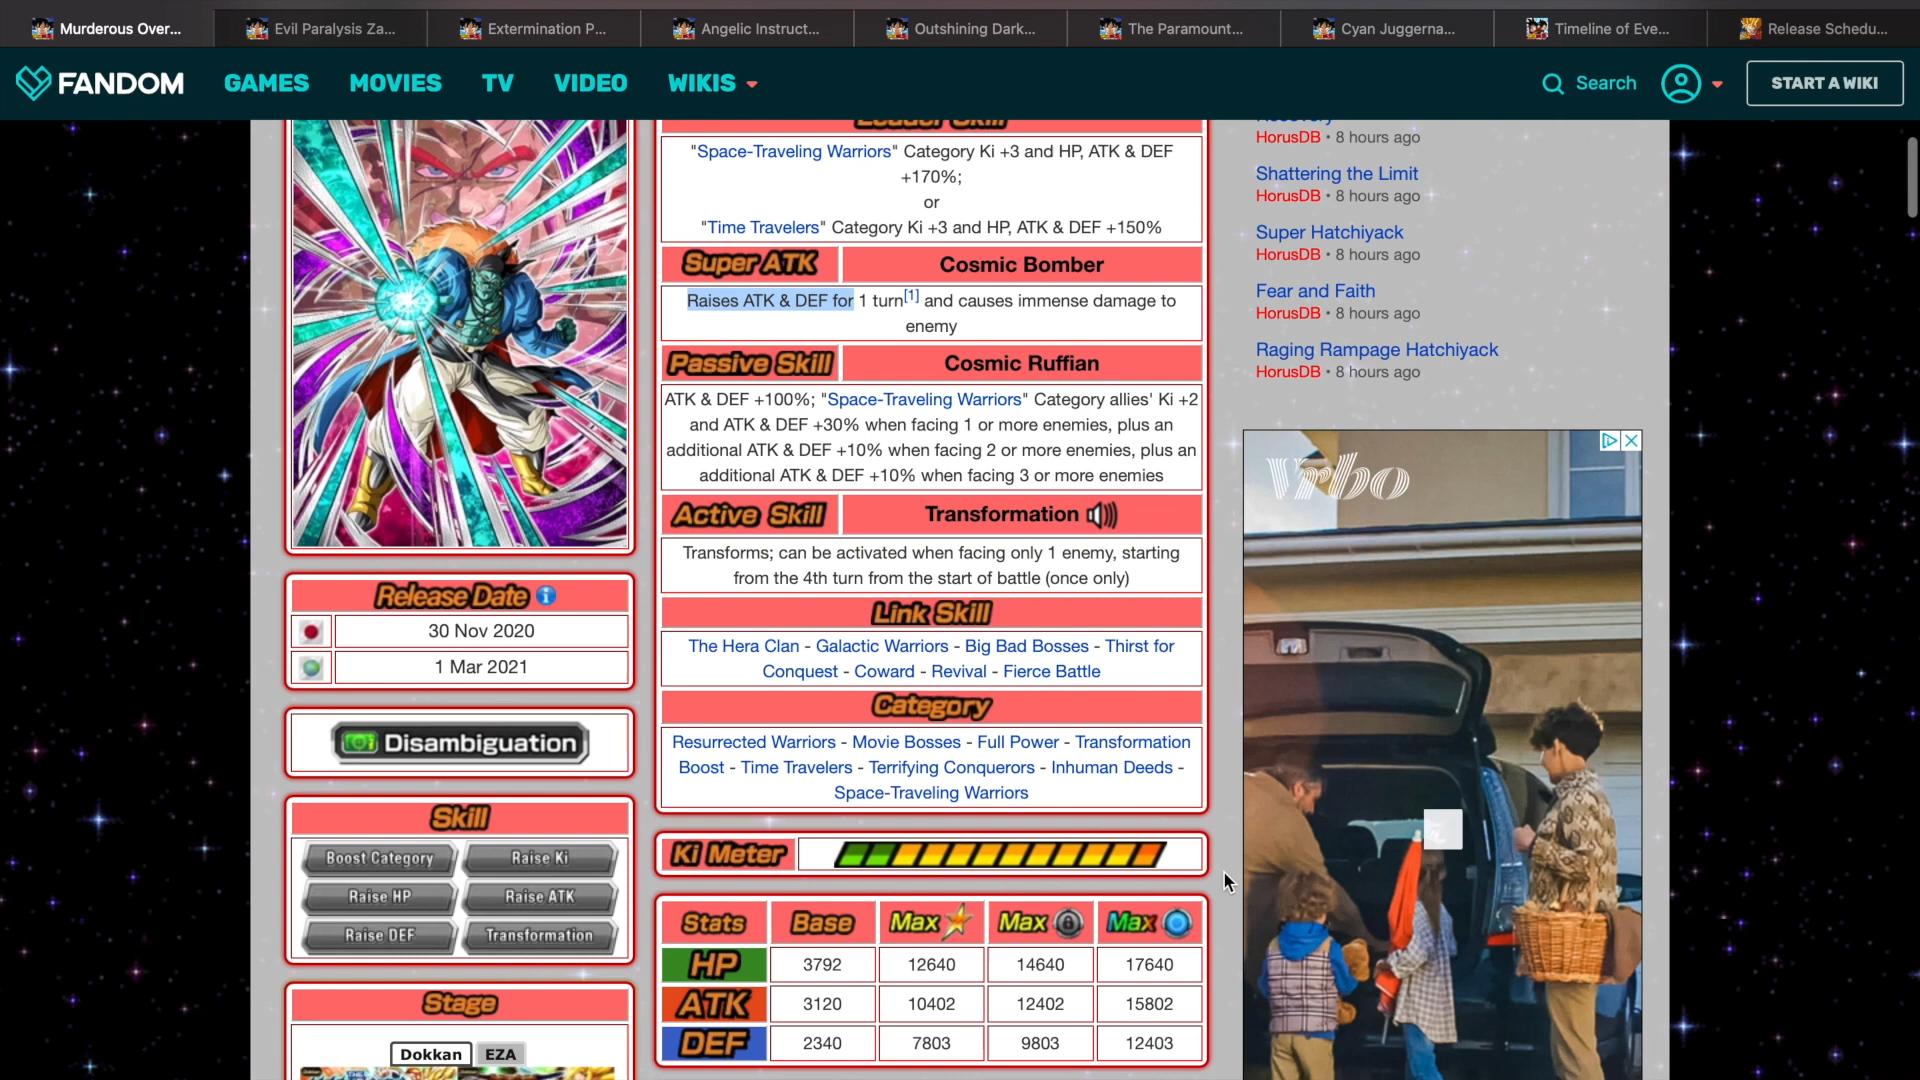 Murderous Over...
Evil Paralysis Za...
Extermination P...
Angelic Instruct...
Outshining Dark...
The Paramount...
Cyan Juggerna...
Timeline of Eve...
Release Schedu...
FANDOM
GAMES
MOVIES
TV
VIDEO
WIKIS
Search
START A WIKI
Leader Skill
"Space-Traveling Warriors" Category Ki +3 and HP, ATK & DEF
+170%;
or
"Time Travelers" Category Ki +3 and HP, ATK & DEF +150%
Super ATK
Cosmic Bomber
Raises ATK & DEF for 1 turn[1] and causes immense damage to
enemy
Passive Skill
Cosmic Ruffian
ATK & DEF +100%; "Space-Traveling Warriors" Category allies' Ki +2
and ATK & DEF +30% when facing 1 or more enemies, plus an
additional ATK & DEF +10% when facing 2 or more enemies, plus an
additional ATK & DEF +10% when facing 3 or more enemies
Active Skill
Transformation
Transforms; can be activated when facing only 1 enemy, starting
from the 4th turn from the start of battle (once only)
Link Skill
The Hera Clan - Galactic Warriors - Big Bad Bosses - Thirst for
Conquest - Coward - Revival - Fierce Battle
Category
Resurrected Warriors - Movie Bosses - Full Power - Transformation
Boost - Time Travelers - Terrifying Conquerors - Inhuman Deeds -
Space-Traveling Warriors
Ki Meter
Stats Base Max Max Max
HP 3792 12640 14640 17640
ATK 3120 10402 12402 15802
DEF 2340 7803 9803 12403
Release Date
30 Nov 2020
1 Mar 2021
Disambiguation
Skill
Boost Category
Raise Ki
Raise HP
Raise ATK
Raise DEF
Transformation
Stage
Dokkan
EZA
Recovery
HorusDB • 8 hours ago
Shattering the Limit
HorusDB • 8 hours ago
Super Hatchiyack
HorusDB • 8 hours ago
Fear and Faith
HorusDB • 8 hours ago
Raging Rampage Hatchiyack
HorusDB • 8 hours ago
Vrbo